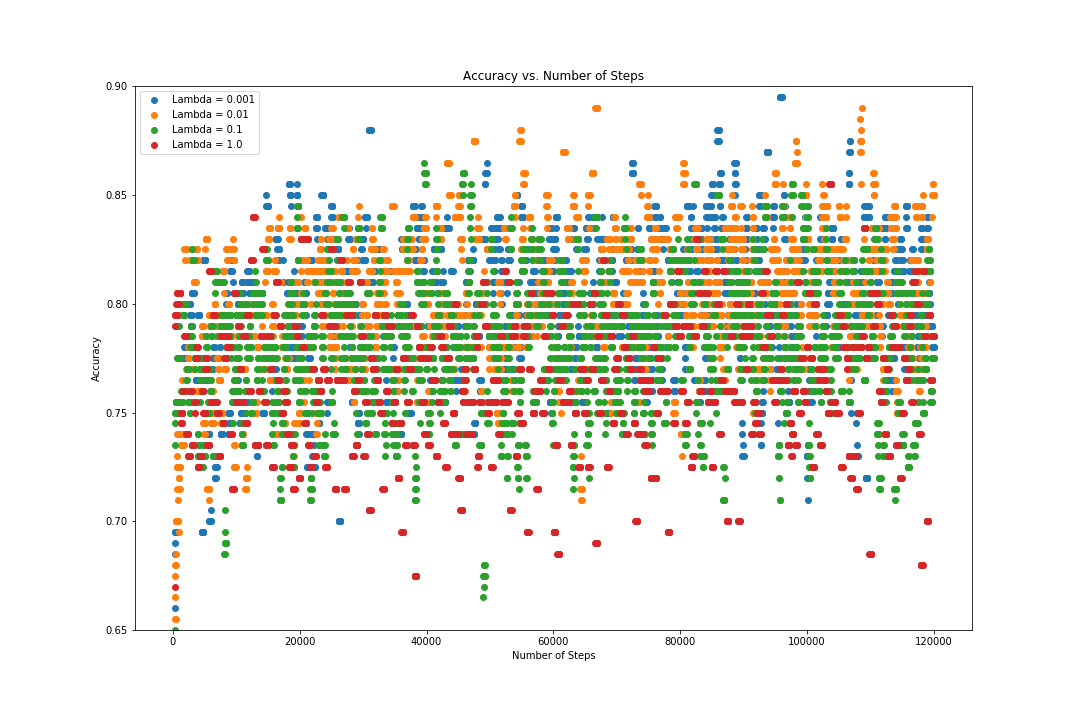 Accuracy vs. Number of Steps
0.90
Lambda = 0.001
Lambda = 0.01
Lambda = 0.1
Lambda = 1.0
0.85
0.80
Accuracy
0.75
0.70
0.65
0
20000
40000
60000
80000
100000
120000
Number of Steps